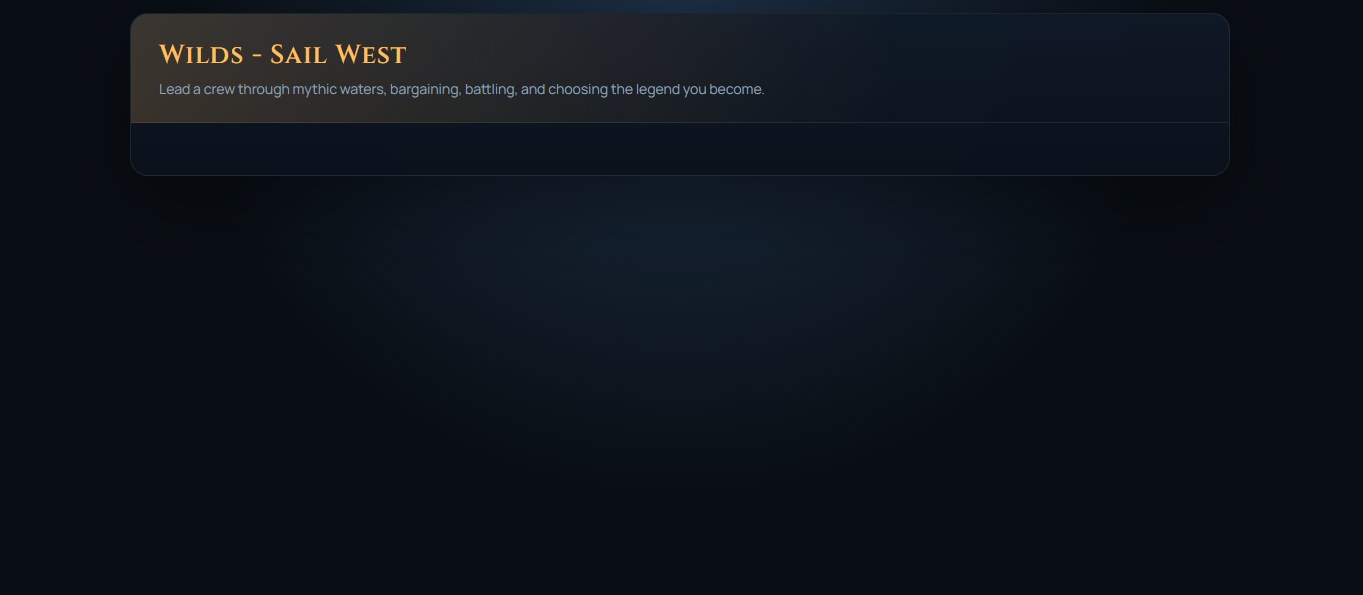 Wilds - Sail West
Lead a crew through mythic waters, bargaining, battling, and choosing the legend you become.